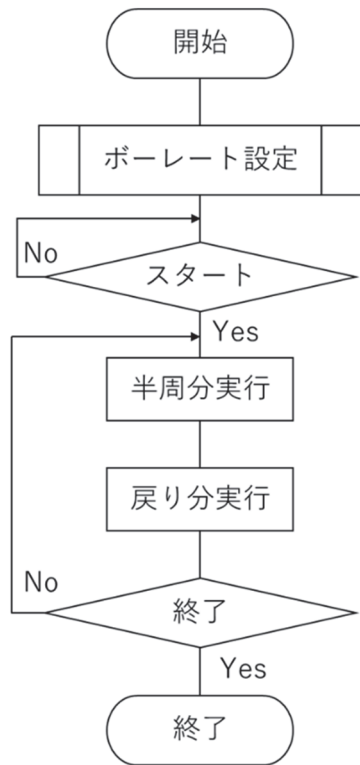 開始
ボーレート設定
No
スタート
Yes
半周分実行
戻り分実行
No
終了
Yes
終了